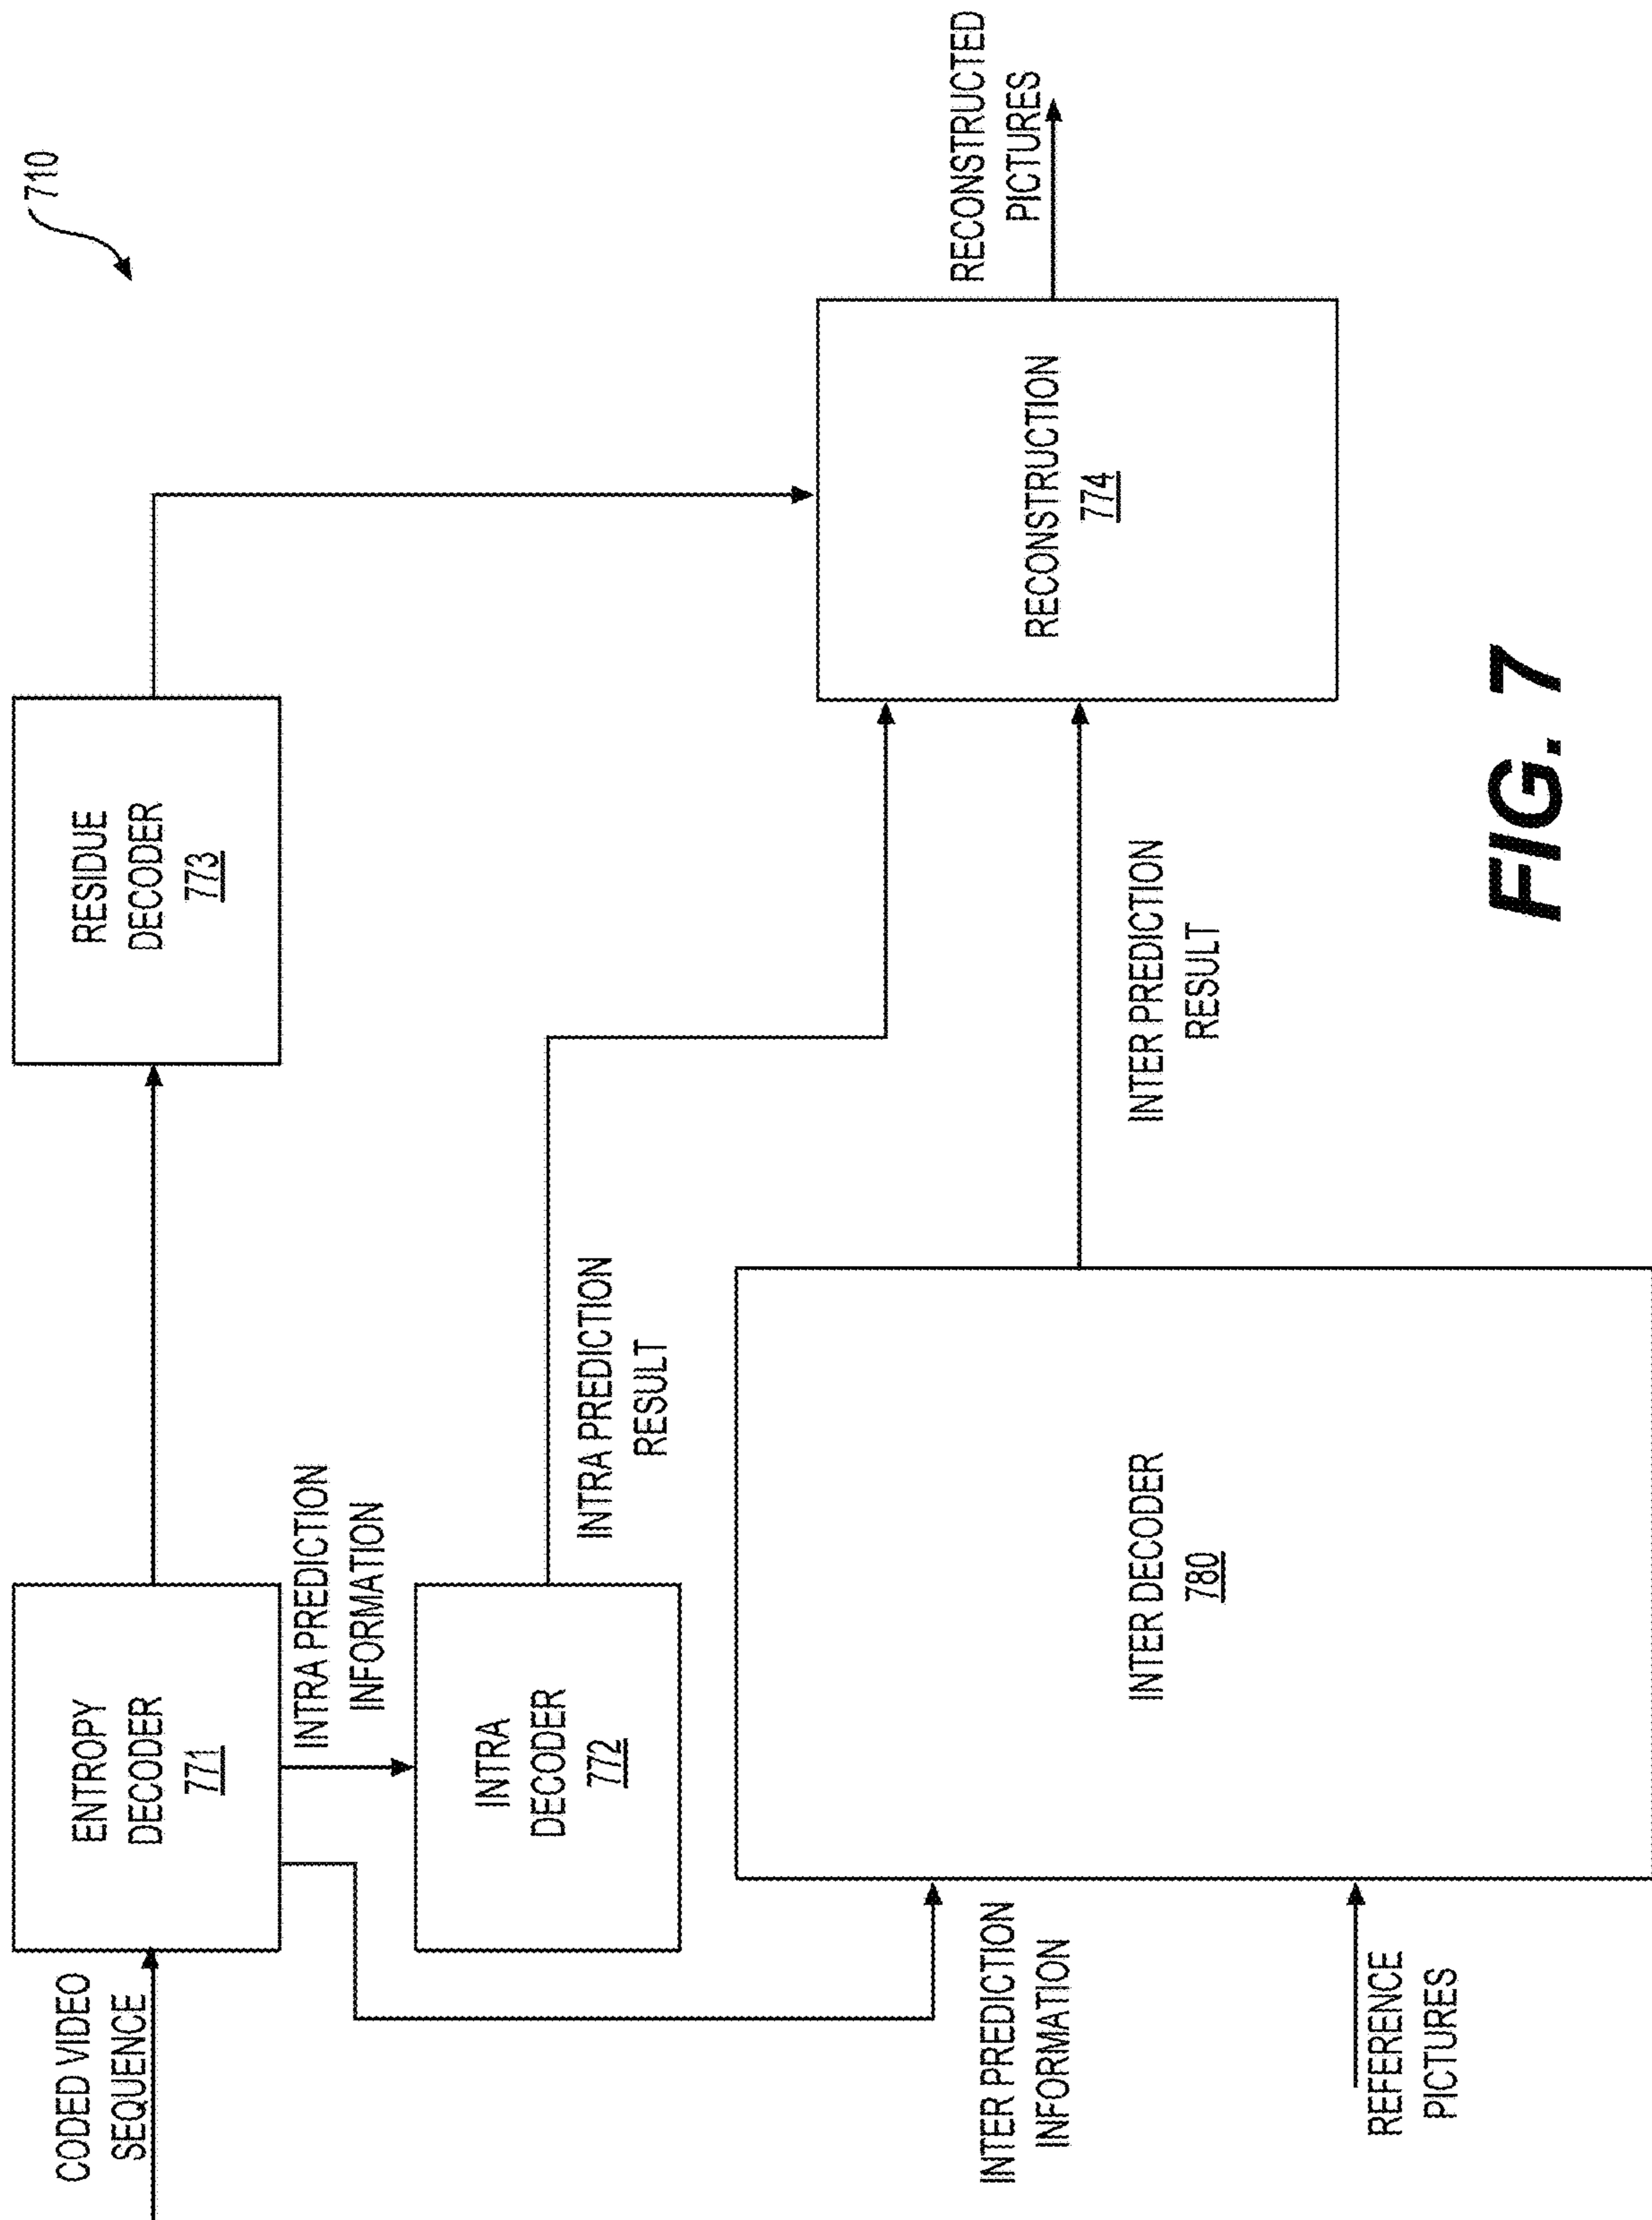 710
CODED VIDEO
SEQUENCE
ENTROPY
DECODER
771
RESIDUE
DECODER
773
INTRA PREDICTION
INFORMATION
INTRA
DECODER
772
INTRA PREDICTION
RESULT
RECONSTRUCTED
PICTURES
RECONSTRUCTION
774
INTER PREDICTION
INFORMATION
INTER DECODER
780
INTER PREDICTION
RESULT
REFERENCE
PICTURES
FIG. 7